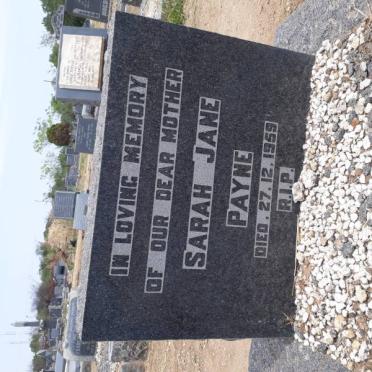 IN LOVING MEMORY
OF OUR DEAR MOTHER
SARAH JANE
PAYNE
DIED. 27. 12. 1959
R.I.P.